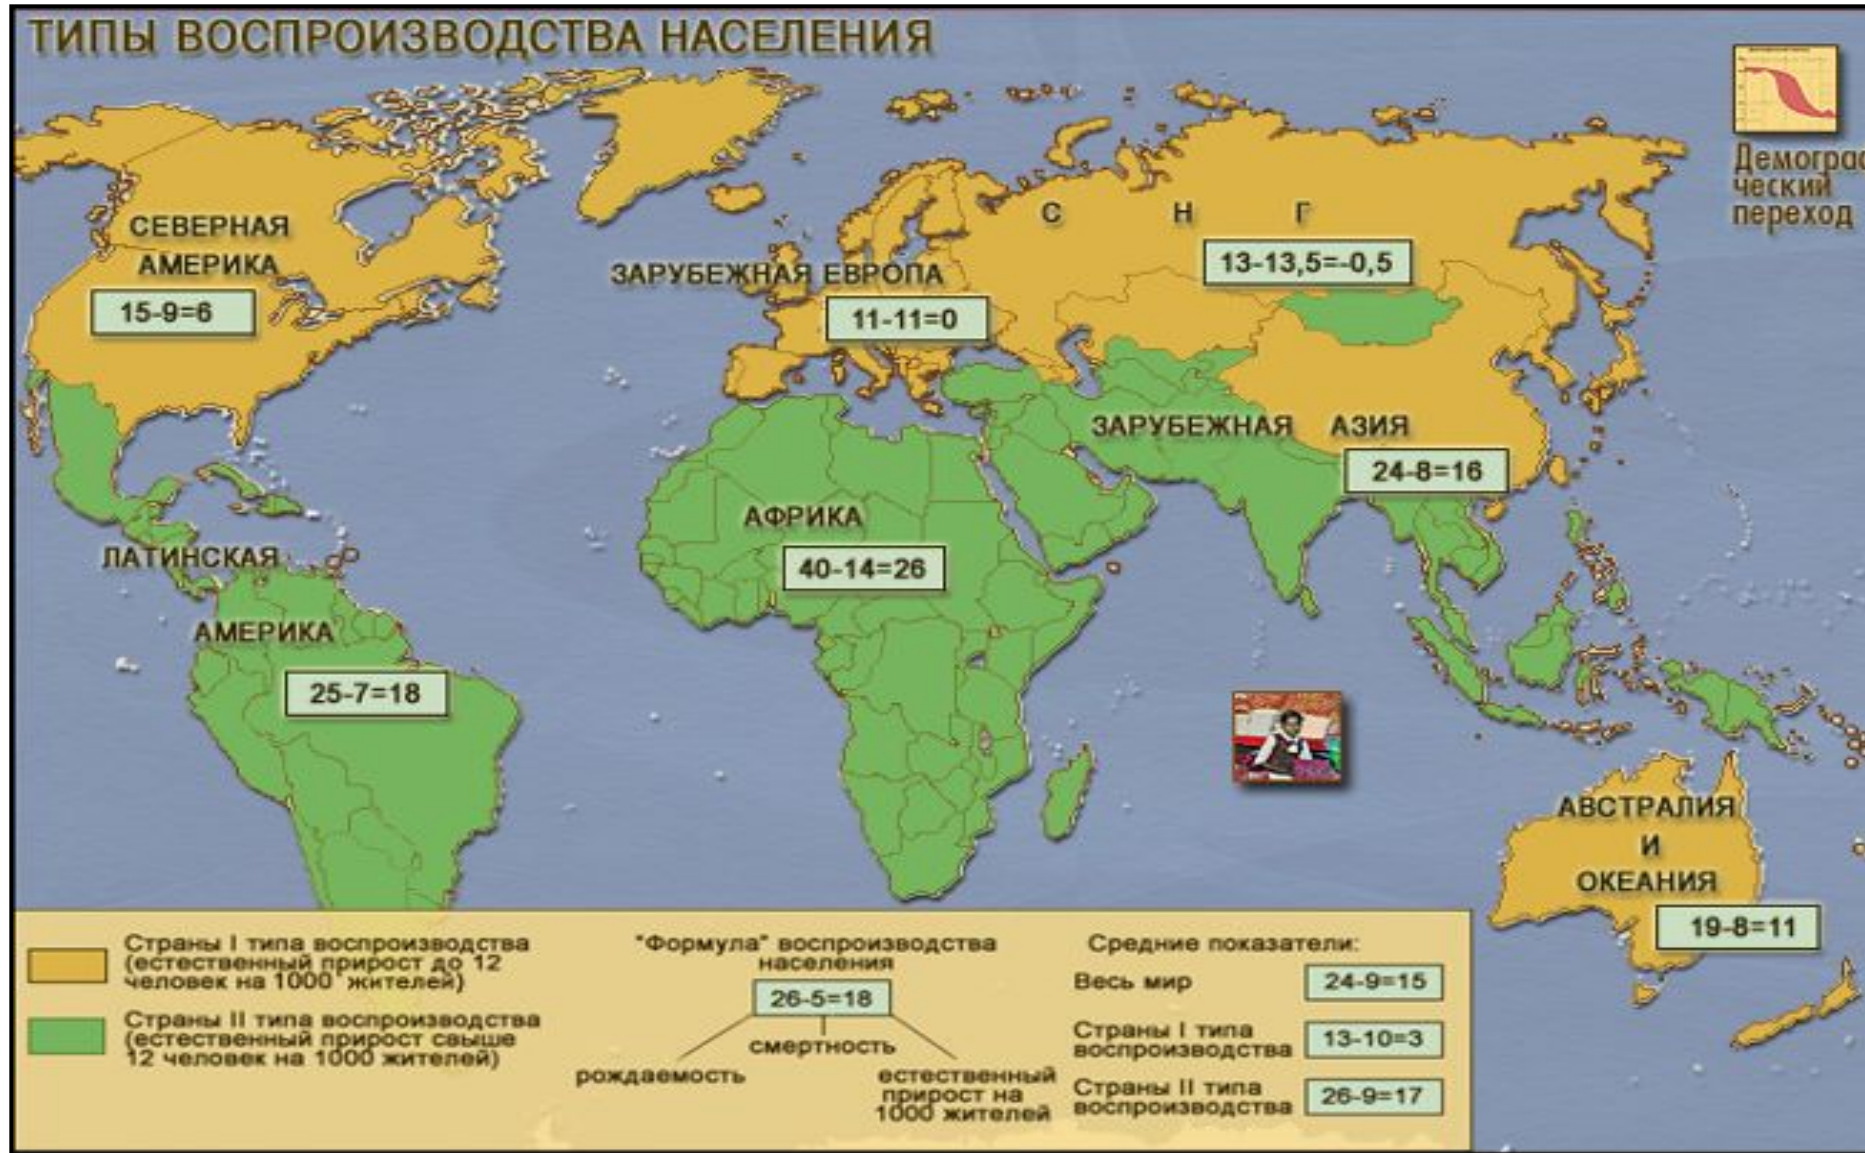 ТИПЫ ВОСПРОИЗВОДСТВА НАСЕЛЕНИЯ
Демограф
ческий
переход
СЕВЕРНАЯ
АМЕРИКА
15-9=6
ЗАРУБЕЖНАЯ ЕВРОПА
11-11=0
С Н Г
13-13,5=-0,5
ЗАРУБЕЖНАЯ АЗИЯ
24-8=16
АФРИКА
40-14=26
ЛАТИНСКАЯ
АМЕРИКА
25-7=18
АВСТРАЛИЯ
И
ОКЕАНИЯ
19-8=11
Страны I типа воспроизводства
(естественный прирост до 12
человек на 1000 жителей)
Страны II типа воспроизводства
(естественный прирост свыше
12 человек на 1000 жителей)
"Формула" воспроизводства
населения
26-5=18
рождаемость
смертность
естественный
прирост на
1000 жителей
Средние показатели:
Весь мир
24-9=15
Страны I типа
воспроизводства
13-10=3
Страны II типа
воспроизводства
26-9=17